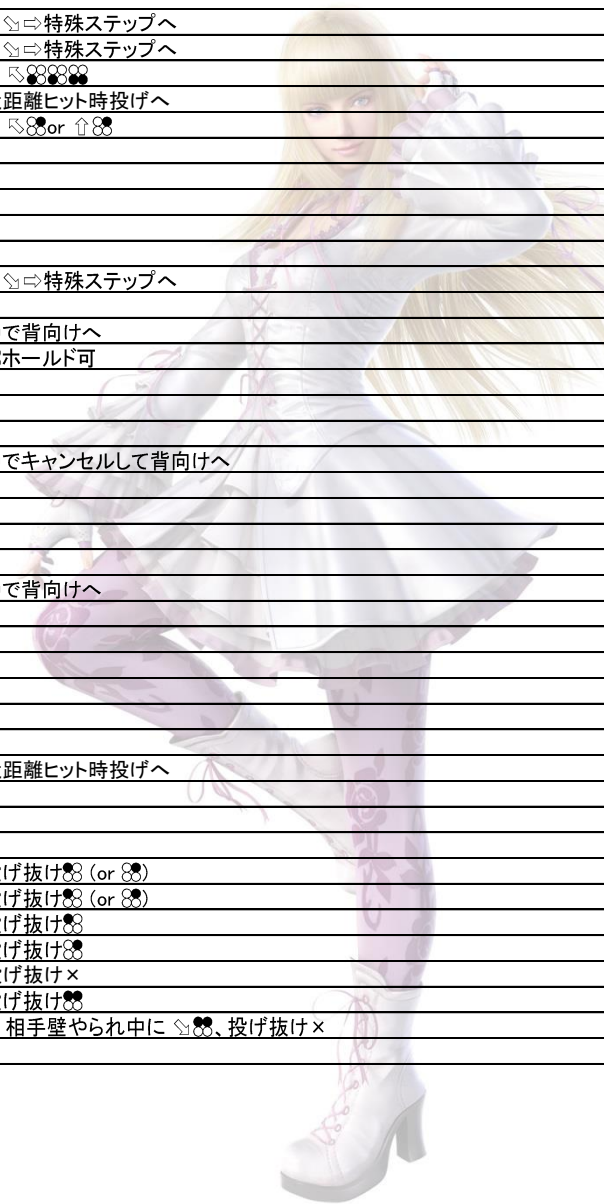 ⇘⇨特殊ステップへ
⇘⇨特殊ステップへ
⇖
距離ヒット時投げへ
⇖or ⇧
⇘⇨特殊ステップへ
で背向けへ
ホールド可
でキャンセルして背向けへ
で背向けへ
距離ヒット時投げへ
げ抜け (or )
げ抜け (or )
げ抜け
げ抜け
げ抜け×
げ抜け
相手壁やられ中に ⇘、投げ抜け×